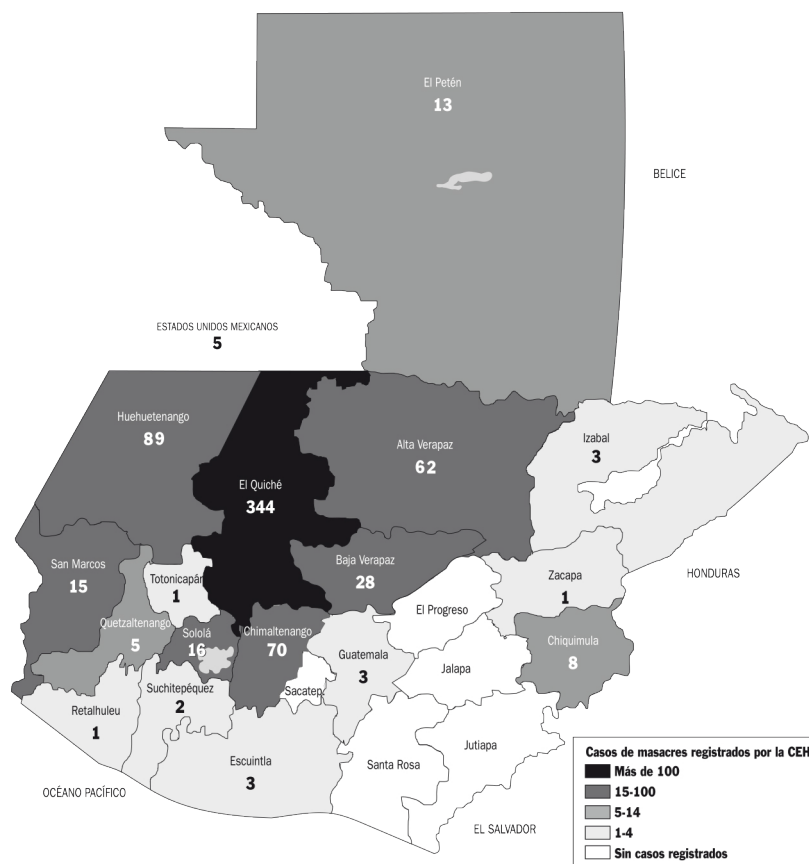 El Petén
13
BELICE
ESTADOS UNIDOS MEXICANOS
5
Huehuetenango
89
Alta Verapaz
62
Izabal
3
El Quiché
344
San Marcos
15
Totonicapán
1
Baja Verapaz
28
Zacapa
1
HONDURAS
El Progreso
Quetzaltenango
5
Sololá
16
Chimaltenango
70
Guatemala
3
Jalapa
Chiquimula
8
Sacatep.
Suchitepéquez
2
Retalhuleu
1
Escuintla
3
Santa Rosa
Jutiapa
OCÉANO PACÍFICO
EL SALVADOR
Casos de masacres registrados por la CEH
Más de 100
15-100
5-14
1-4
Sin casos registrados